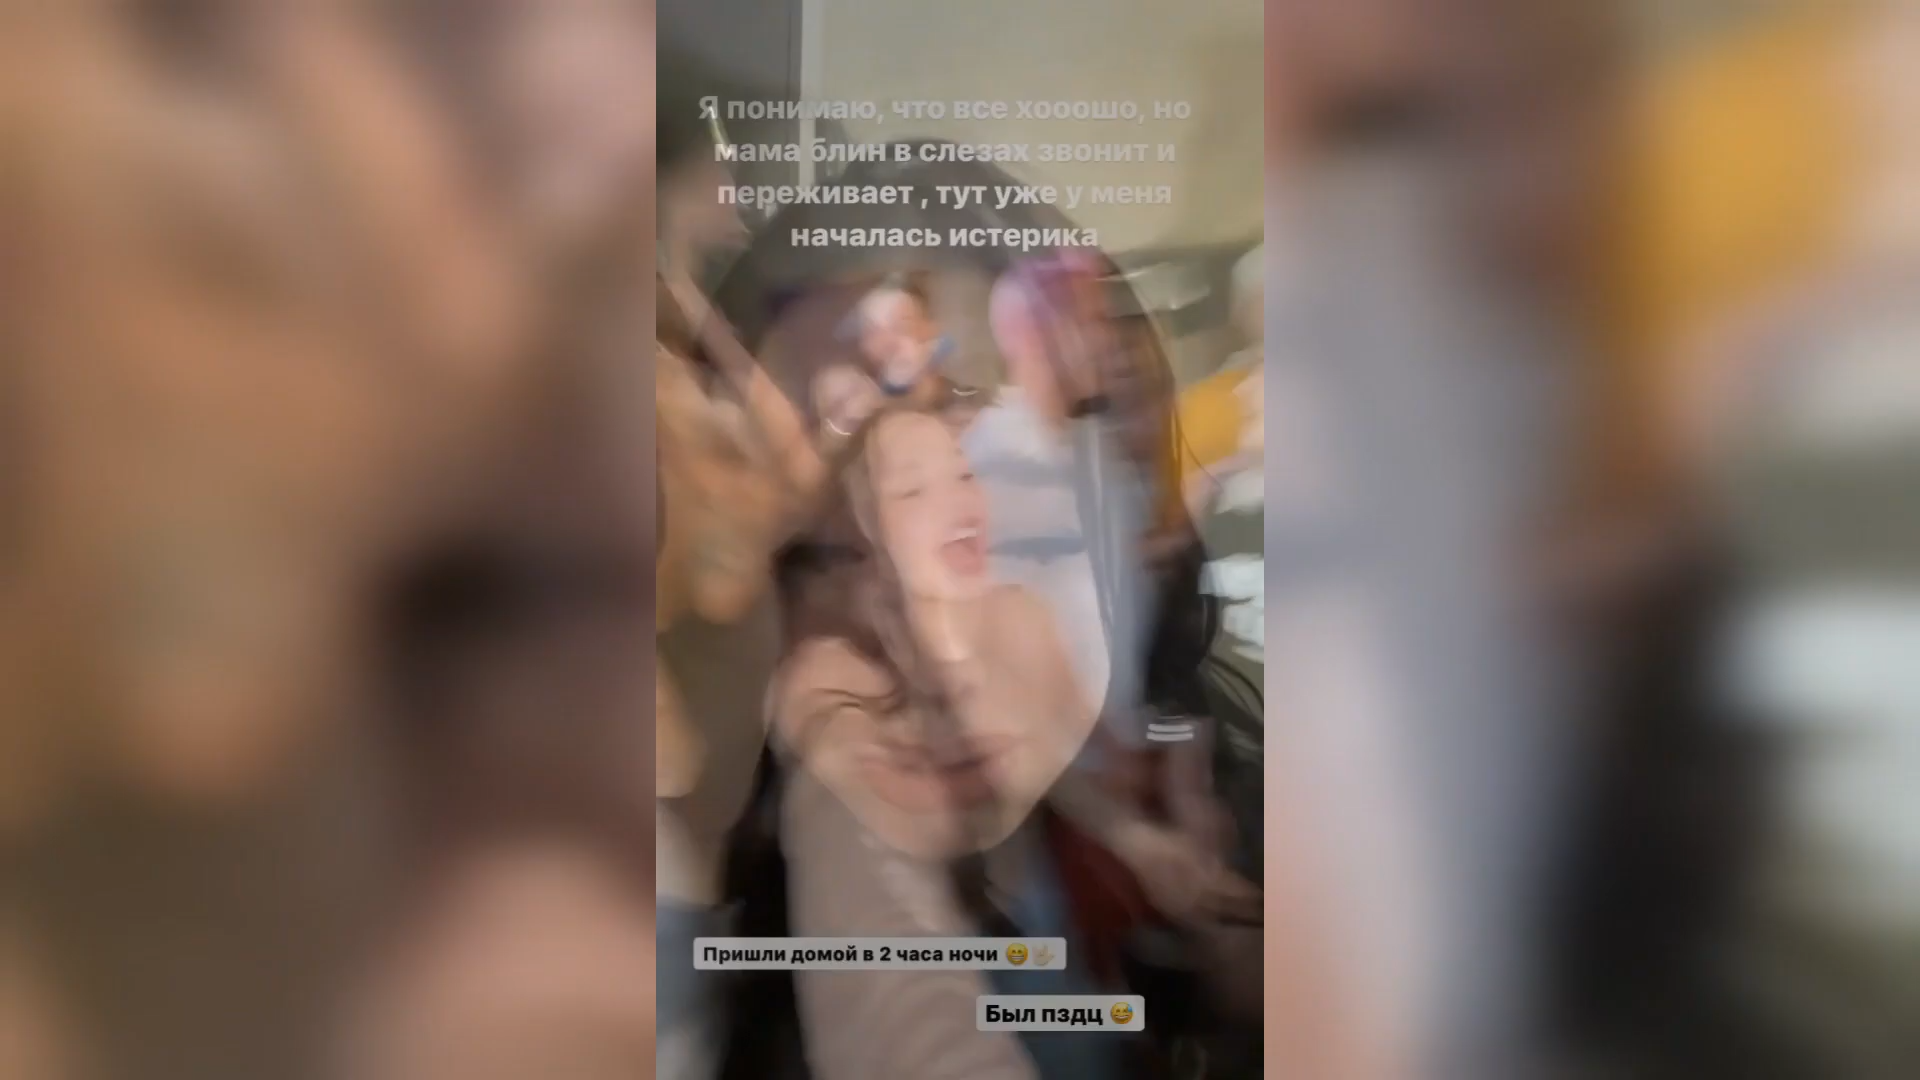 Я понимаю, что все хооошо, но
мама блин в слезах звонит и
переживает , тут уже у меня
началась истерика
Пришли домой в 2 часа ночи 😁🤟🏻
Был пздц 😅